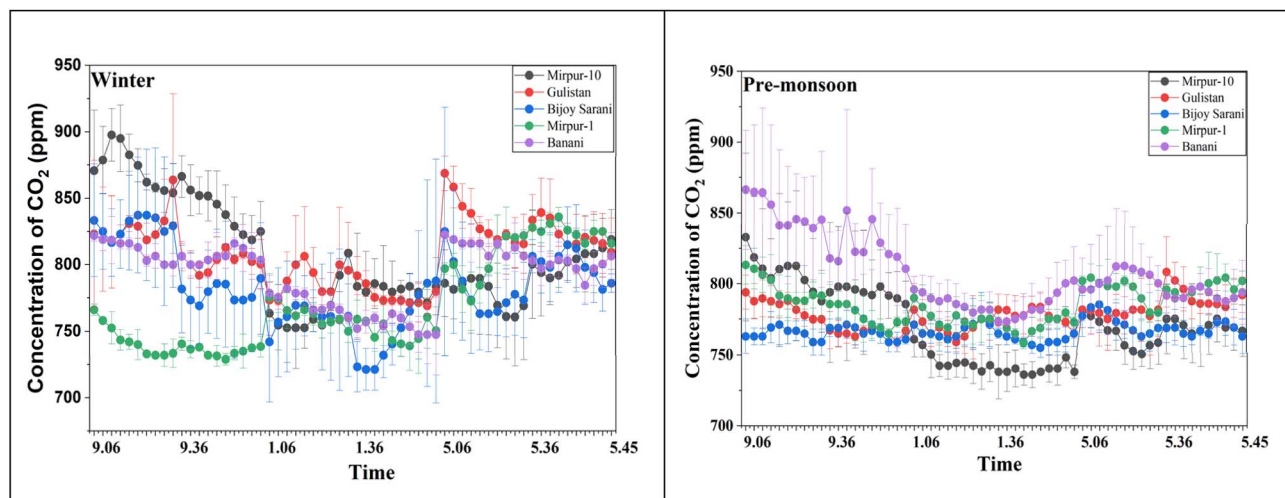 Winter
Mirpur-10
Gulistan
Bijoy Sarani
Mirpur-1
Banani
Concentration of CO₂ (ppm)
950
900
850
800
750
700
9.06 9.36 1.06 1.36 5.06 5.36 5.45
Time
Pre-monsoon
Mirpur-10
Gulistan
Bijoy Sarani
Mirpur-1
Banani
Concentration of CO₂ (ppm)
950
900
850
800
750
700
9.06 9.36 1.06 1.36 5.06 5.36 5.45
Time